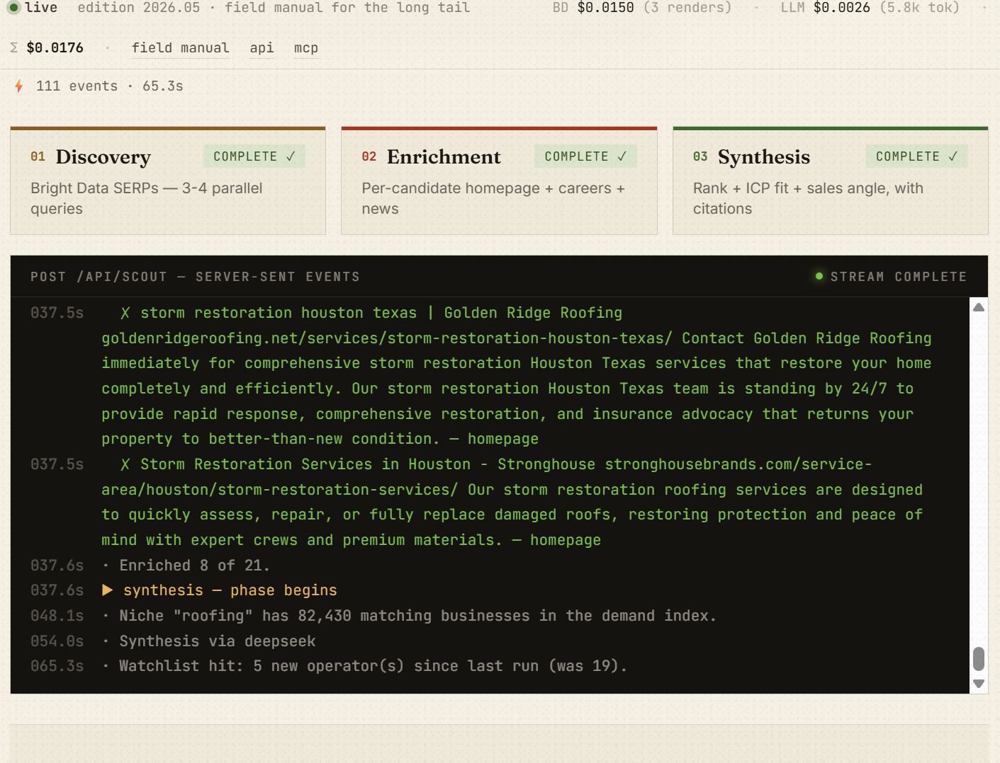 live edition 2026.05 · field manual for the long tail BD $0.0150 (3 renders) · LLM $0.0026 (5.8k tok) ·
Σ $0.0176 · field manual api mcp
111 events · 65.3s
01 Discovery COMPLETE ✓
Bright Data SERPs — 3-4 parallel
queries
02 Enrichment COMPLETE ✓
Per-candidate homepage + careers +
news
03 Synthesis COMPLETE ✓
Rank + ICP fit + sales angle, with
citations
POST /API/SCOUT — SERVER-SENT EVENTS STREAM COMPLETE
037.5s ✗ storm restoration houston texas | Golden Ridge Roofing
goldenridgeroofing.net/services/storm-restoration-houston-texas/ Contact Golden Ridge Roofing
immediately for comprehensive storm restoration Houston Texas services that restore your home
completely and efficiently. Our storm restoration Houston Texas team is standing by 24/7 to
provide rapid response, comprehensive restoration, and insurance advocacy that returns your
property to better-than-new condition. — homepage
037.5s ✗ Storm Restoration Services in Houston - Stronghouse stronghousebrands.com/service-
area/houston/storm-restoration-services/ Our storm restoration roofing services are designed
to quickly assess, repair, or fully replace damaged roofs, restoring protection and peace of
mind with expert crews and premium materials. — homepage
037.6s · Enriched 8 of 21.
037.6s ▶ synthesis — phase begins
048.1s · Niche "roofing" has 82,430 matching businesses in the demand index.
054.0s · Synthesis via deepseek
065.3s · Watchlist hit: 5 new operator(s) since last run (was 19).